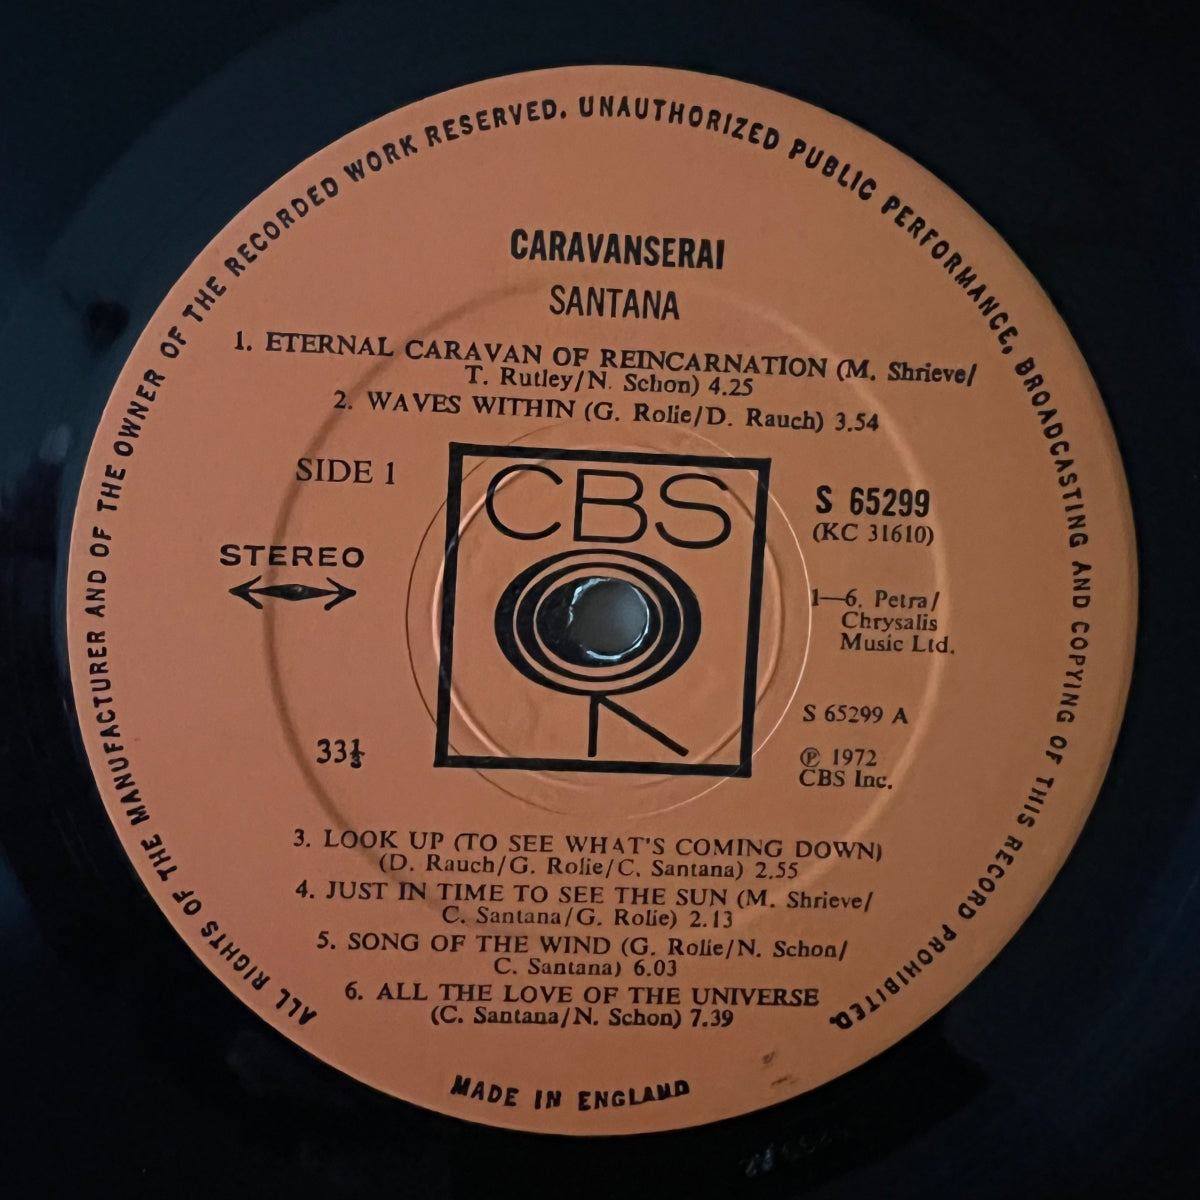 ALL RIGHTS OF THE MANUFACTURER AND OF THE OWNER OF THE RECORDED WORK RESERVED. UNAUTHORIZED PUBLIC PERFORMANCE, BROADCASTING AND COPYING OF THIS RECORD PROHIBITED.
CARAVANSERAI
SANTANA
1. ETERNAL CARAVAN OF REINCARNATION (M. Shrieve/
T. Rutley/N. Schon) 4.25
2. WAVES WITHIN (G. Rolie/D. Rauch) 3.54
SIDE 1
STEREO
33⅓
CBS
S 65299
(KC 31610)
1—6. Petra/
Chrysalis
Music Ltd.
S 65299 A
℗ 1972
CBS Inc.
3. LOOK UP (TO SEE WHAT'S COMING DOWN)
(D. Rauch/G. Rolie/C. Santana) 2.55
4. JUST IN TIME TO SEE THE SUN (M. Shrieve/
C. Santana/G. Rolie) 2.13
5. SONG OF THE WIND (G. Rolie/N. Schon/
C. Santana) 6.03
6. ALL THE LOVE OF THE UNIVERSE
(C. Santana/N. Schon) 7.39
MADE IN ENGLAND